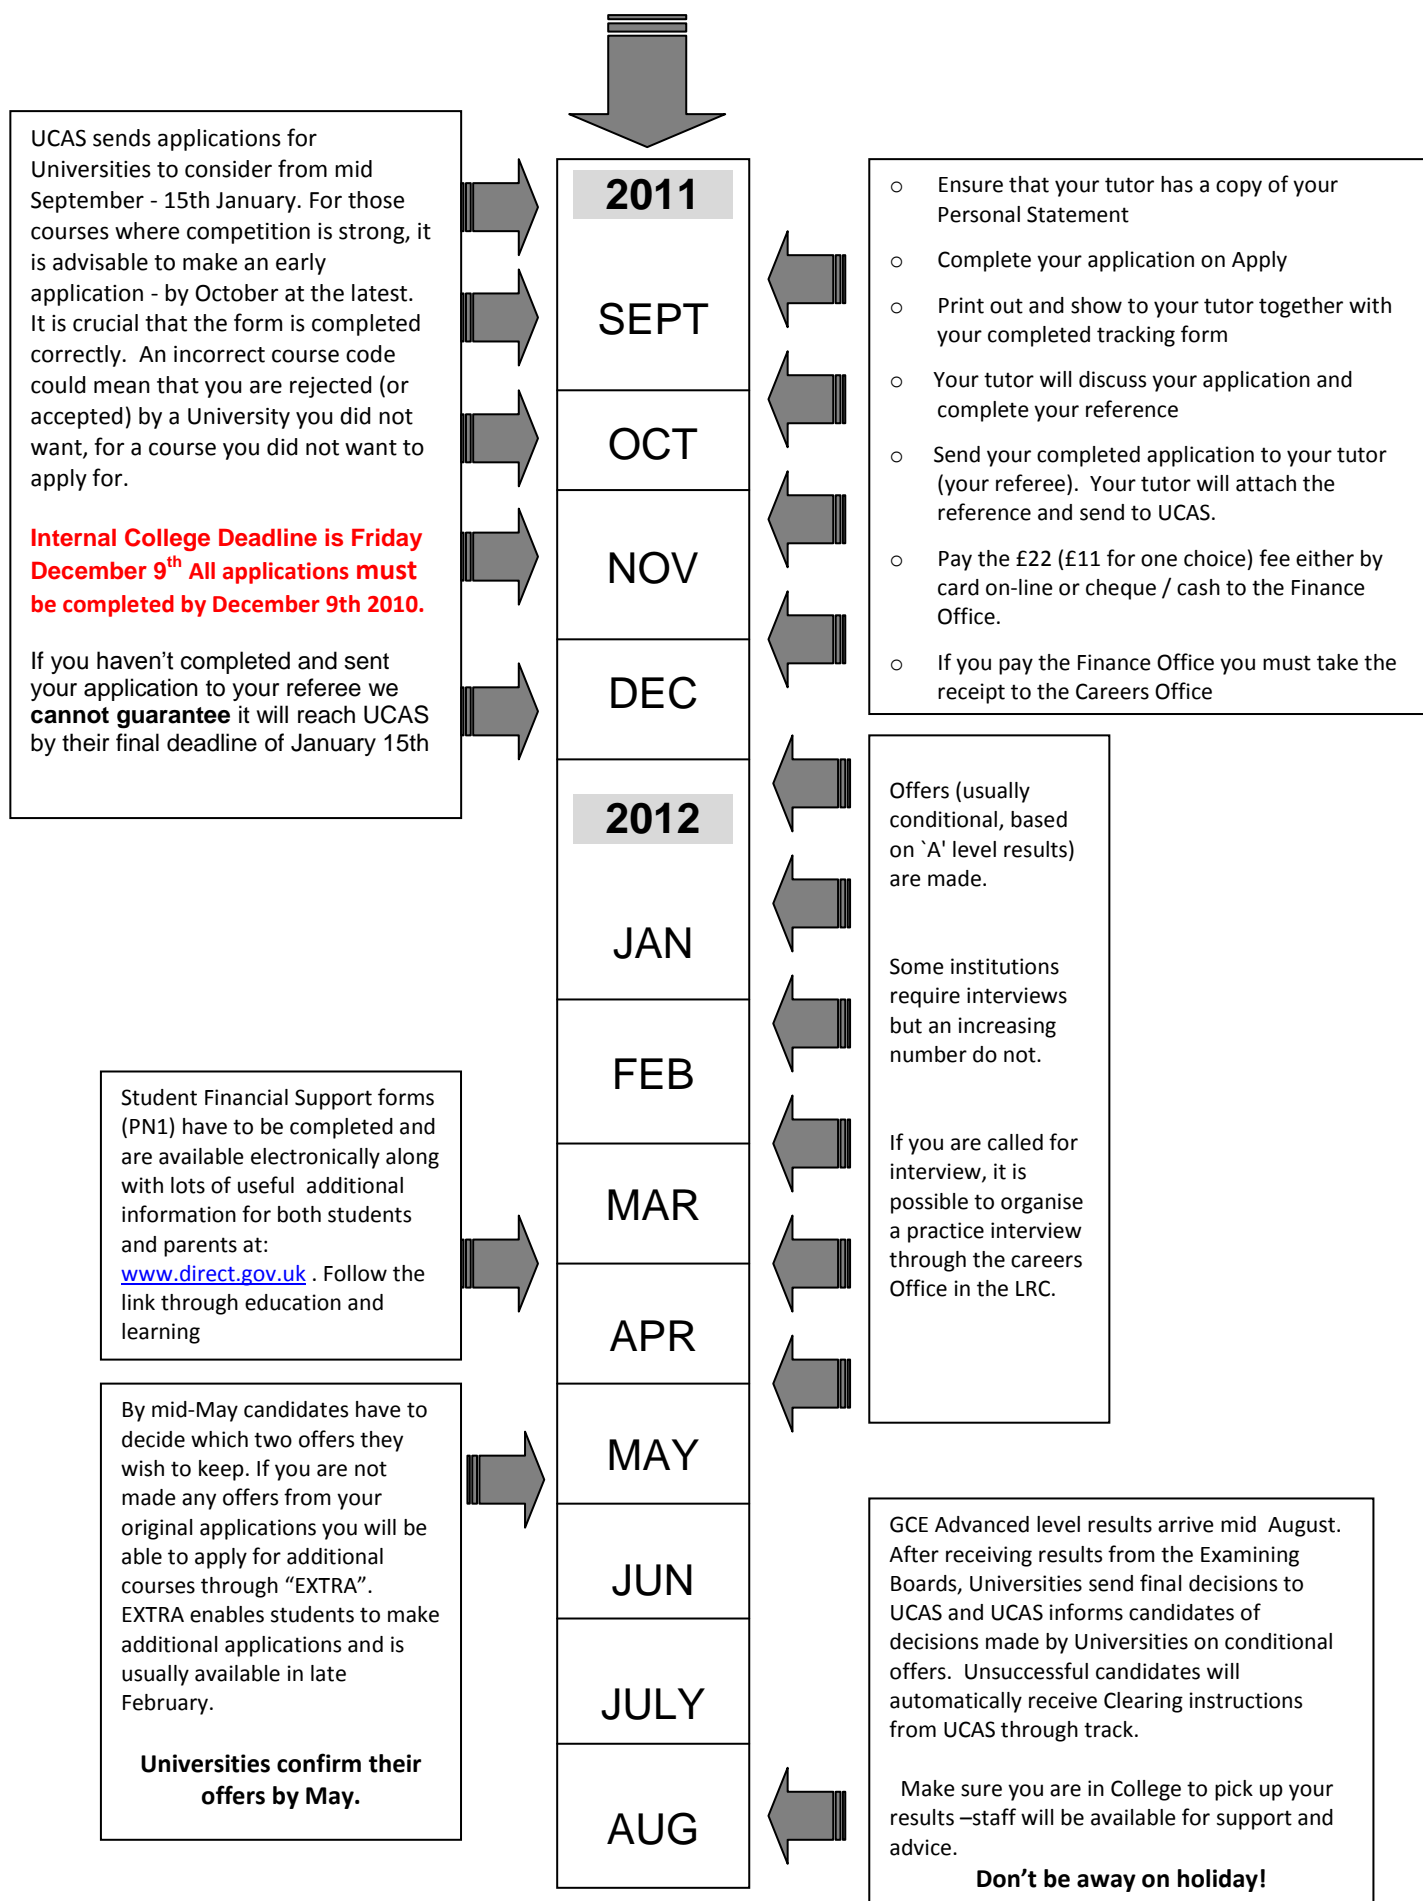 UCAS sends applications for
Universities to consider from mid
September - 15th January. For those
courses where competition is strong, it
is advisable to make an early
application - by October at the latest.
It is crucial that the form is completed
correctly.  An incorrect course code
could mean that you are rejected (or
accepted) by a University you did not
want, for a course you did not want to
apply for.
Internal College Deadline is Friday
December 9th All applications must
be completed by December 9th 2010.
If you haven’t completed and sent
your application to your referee we
cannot guarantee it will reach UCAS
by their final deadline of January 15th
2011
SEPT
OCT
NOV
DEC
2012
JAN
FEB
MAR
APR
MAY
JUN
JULY
AUG
o Ensure that your tutor has a copy of your
Personal Statement
o Complete your application on Apply
o Print out and show to your tutor together with
your completed tracking form
o Your tutor will discuss your application and
complete your reference
o Send your completed application to your tutor
(your referee).  Your tutor will attach the
reference and send to UCAS.
o Pay the £22 (£11 for one choice) fee either by
card on-line or cheque / cash to the Finance
Office.
o If you pay the Finance Office you must take the
receipt to the Careers Office
Offers (usually
conditional, based
on `A' level results)
are made.
Some institutions
require interviews
but an increasing
number do not.
If you are called for
interview, it is
possible to organise
a practice interview
through the careers
Office in the LRC.
Student Financial Support forms
(PN1) have to be completed and
are available electronically along
with lots of useful  additional
information for both students
and parents at:
www.direct.gov.uk . Follow the
link through education and
learning
By mid-May candidates have to
decide which two offers they
wish to keep. If you are not
made any offers from your
original applications you will be
able to apply for additional
courses through “EXTRA”.
EXTRA enables students to make
additional applications and is
usually available in late
February.
Universities confirm their
offers by May.
GCE Advanced level results arrive mid  August.
After receiving results from the Examining
Boards, Universities send final decisions to
UCAS and UCAS informs candidates of
decisions made by Universities on conditional
offers.  Unsuccessful candidates will
automatically receive Clearing instructions
from UCAS through track.
Make sure you are in College to pick up your
results –staff will be available for support and
advice.
Don’t be away on holiday!